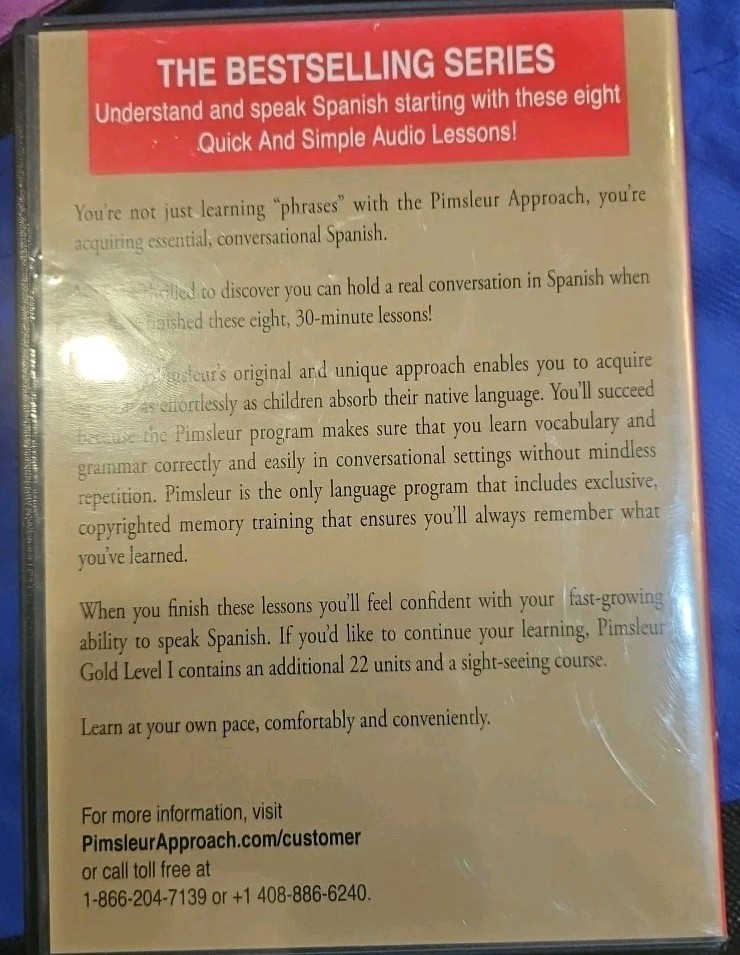 THE BESTSELLING SERIES
Understand and speak Spanish starting with these eight
Quick And Simple Audio Lessons!
You're not just learning “phrases” with the Pimsleur Approach, you're
acquiring essential, conversational Spanish.
to discover you can hold a real conversation in Spanish when
finished these eight, 30-minute lessons!
original and unique approach enables you to acquire
as effortlessly as children absorb their native language. You'll succeed
because the Pimsleur program makes sure that you learn vocabulary and
grammar correctly and easily in conversational settings without mindless
repetition. Pimsleur is the only language program that includes exclusive,
copyrighted memory training that ensures you'll always remember what
you've learned.
When you finish these lessons you'll feel confident with your fast-growing
ability to speak Spanish. If you'd like to continue your learning, Pimsleur
Gold Level I contains an additional 22 units and a sight-seeing course.
Learn at your own pace, comfortably and conveniently.
For more information, visit
PimsleurApproach.com/customer
or call toll free at
1-866-204-7139 or +1 408-886-6240.